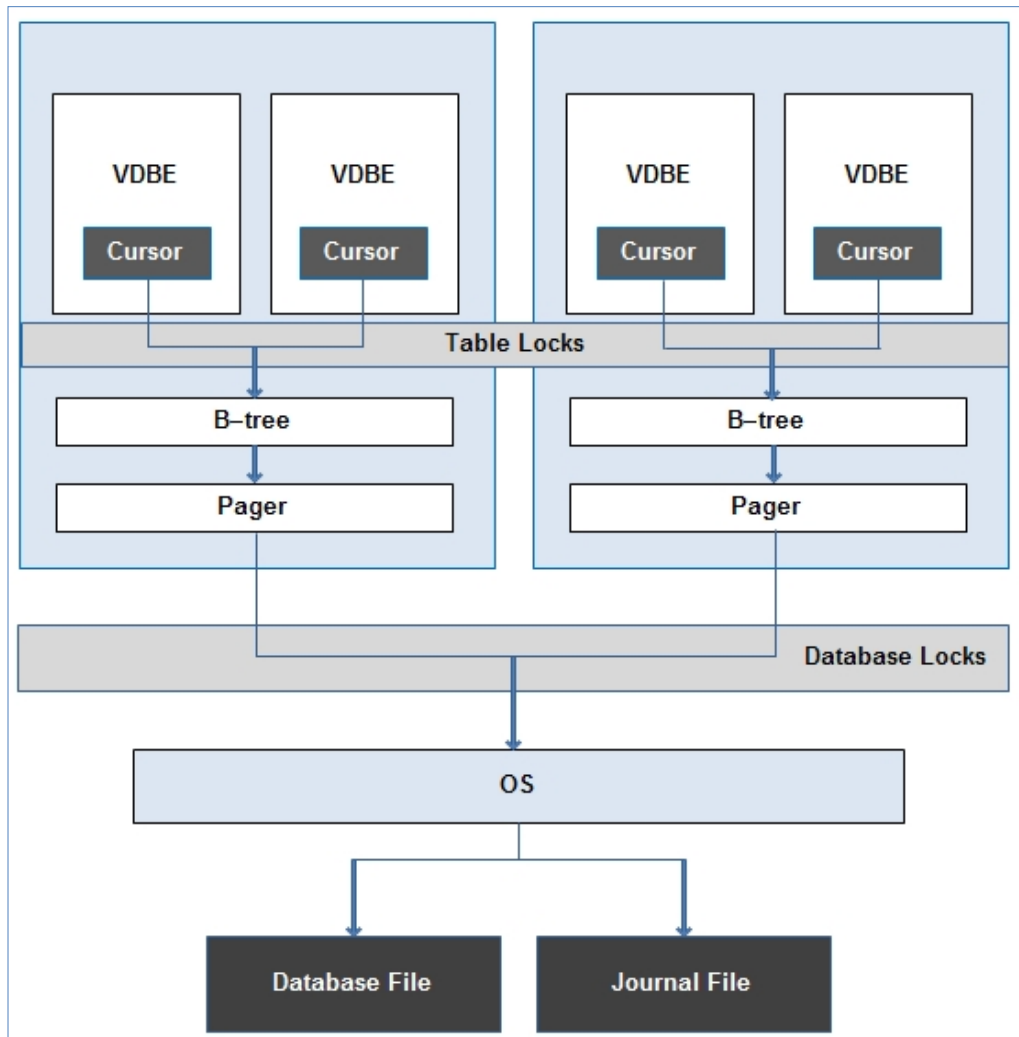 VDBE
VDBE
VDBE
VDBE
Cursor
Cursor
Cursor
Cursor
Table Locks
B–tree
B–tree
Pager
Pager
Database Locks
OS
Database File
Journal File